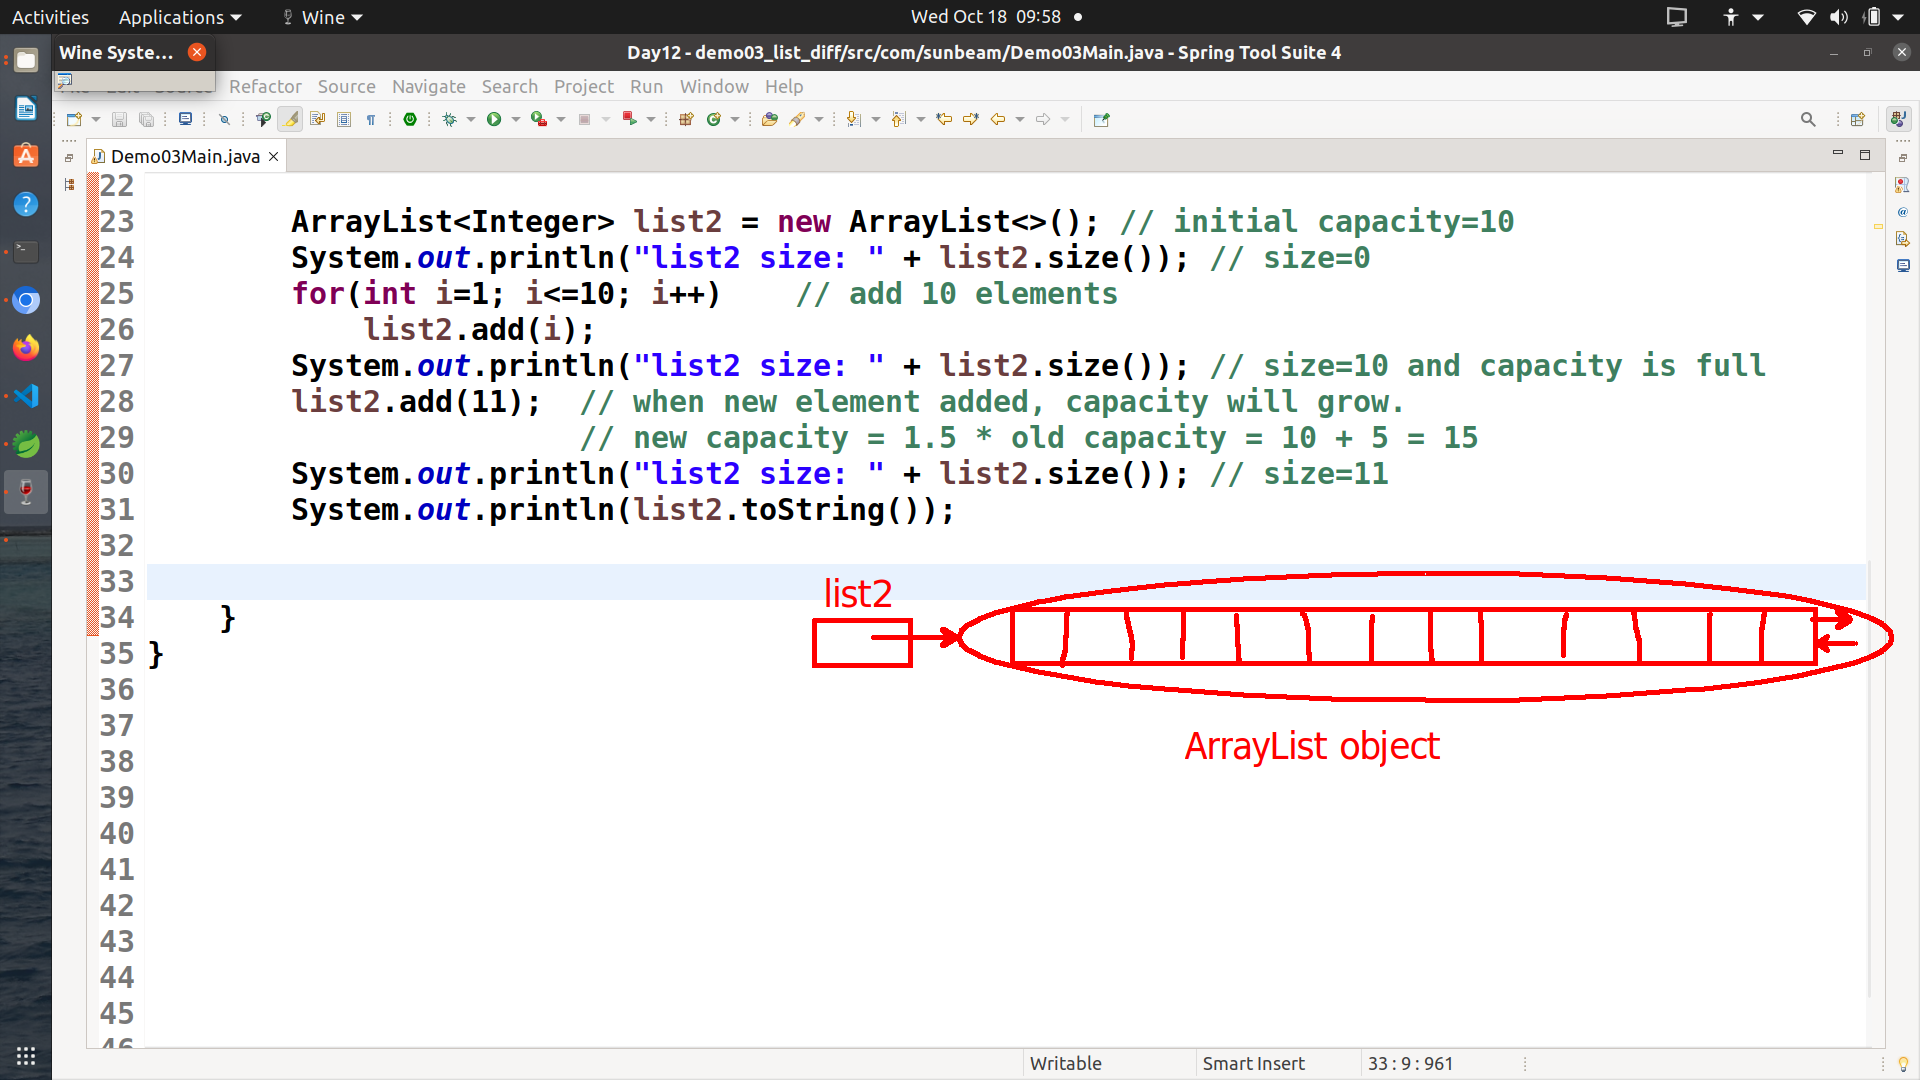 Activities Applications Wine Wed Oct 18 09:58
Wine Syste... Day12 - demo03_list_diff/src/com/sunbeam/Demo03Main.java - Spring Tool Suite 4
Refactor Source Navigate Search Project Run Window Help
Demo03Main.java
22
23 ArrayList<Integer> list2 = new ArrayList<>(); // initial capacity=10
24 System.out.println("list2 size: " + list2.size()); // size=0
25 for(int i=1; i<=10; i++) // add 10 elements
26 list2.add(i);
27 System.out.println("list2 size: " + list2.size()); // size=10 and capacity is full
28 list2.add(11); // when new element added, capacity will grow.
29 // new capacity = 1.5 * old capacity = 10 + 5 = 15
30 System.out.println("list2 size: " + list2.size()); // size=11
31 System.out.println(list2.toString());
32
33
list2
34 }
35 }
36
37
ArrayList object
38
39
40
41
42
43
44
45
46
Writable Smart Insert 33 : 9 : 961